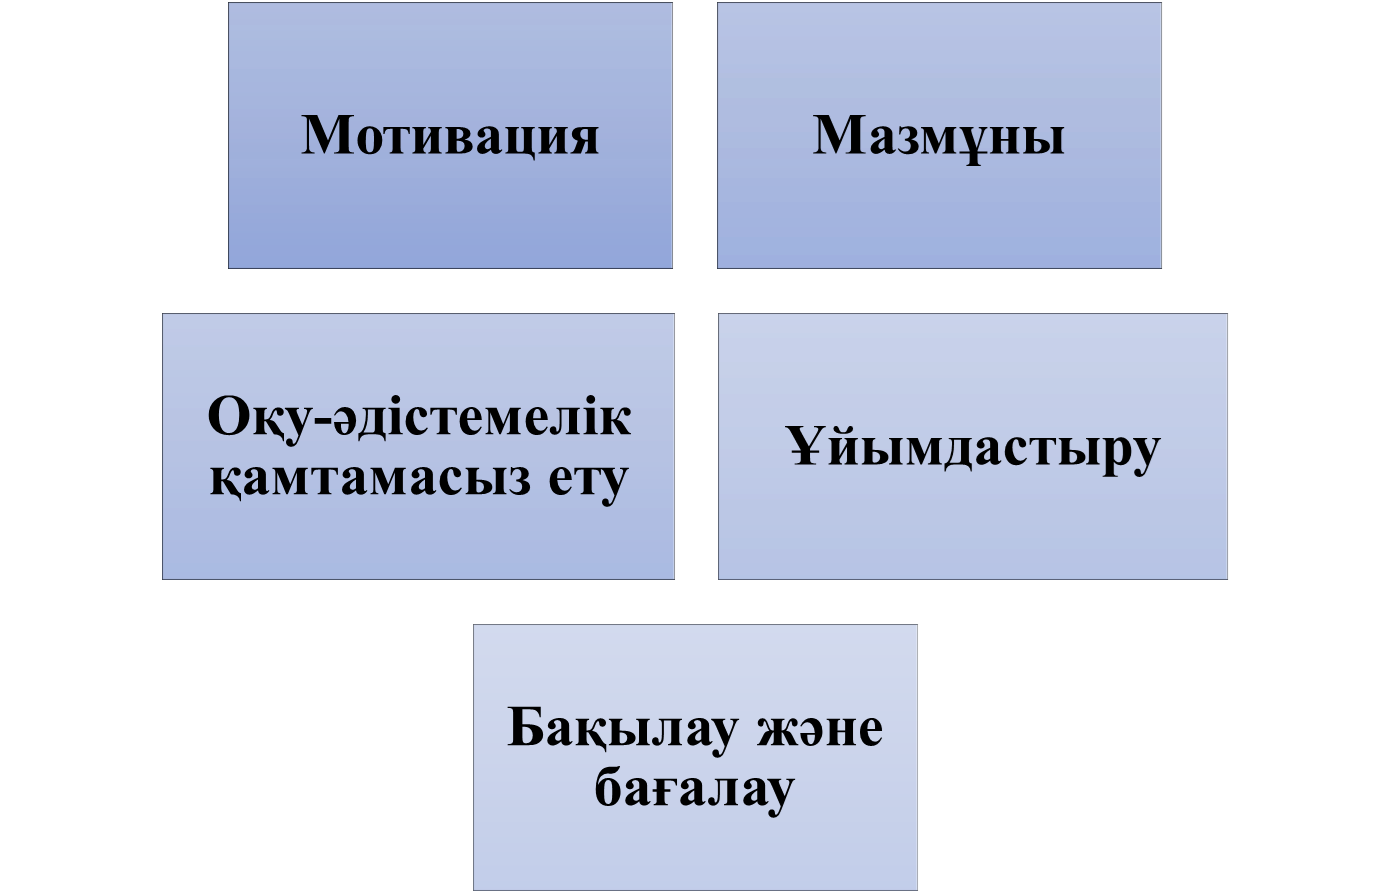 Мотивация
Мазмұны
Оқу-әдістемелік
қамтамасыз ету
Ұйымдастыру
Бақылау және
бағалау